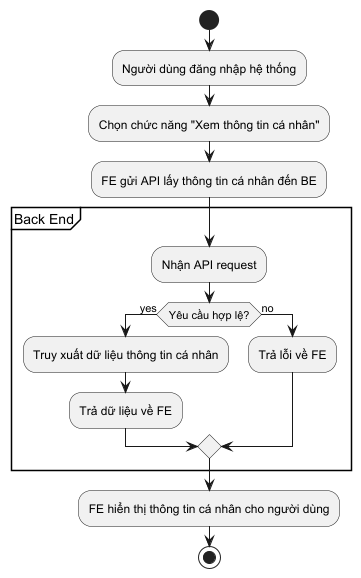 Người dùng đăng nhập hệ thống
Chọn chức năng "Xem thông tin cá nhân"
FE gửi API lấy thông tin cá nhân đến BE
Back End
Nhận API request
yes
Yêu cầu hợp lệ?
no
Truy xuất dữ liệu thông tin cá nhân
Trả lỗi về FE
Trả dữ liệu về FE
FE hiển thị thông tin cá nhân cho người dùng